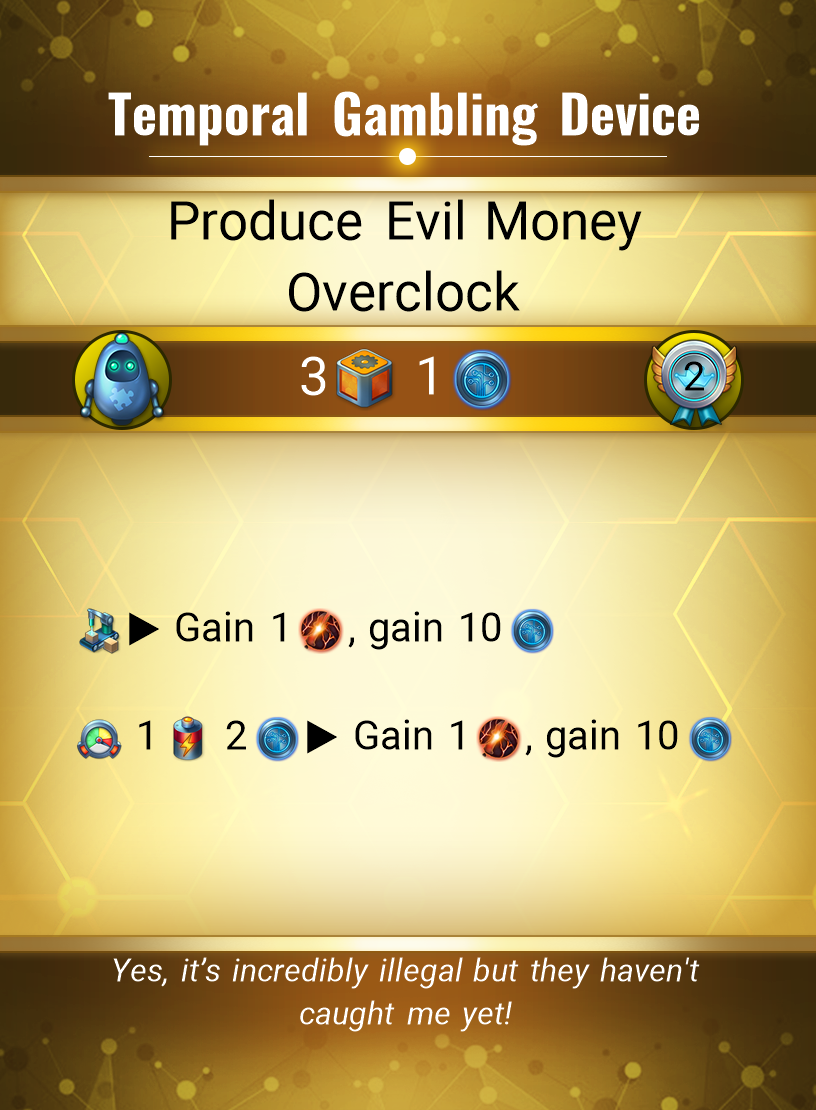 Temporal Gambling Device
Produce Evil Money
Overclock
3 1 2
Gain 1 , gain 10
1 2 Gain 1 , gain 10
Yes, it’s incredibly illegal but they haven't
caught me yet!